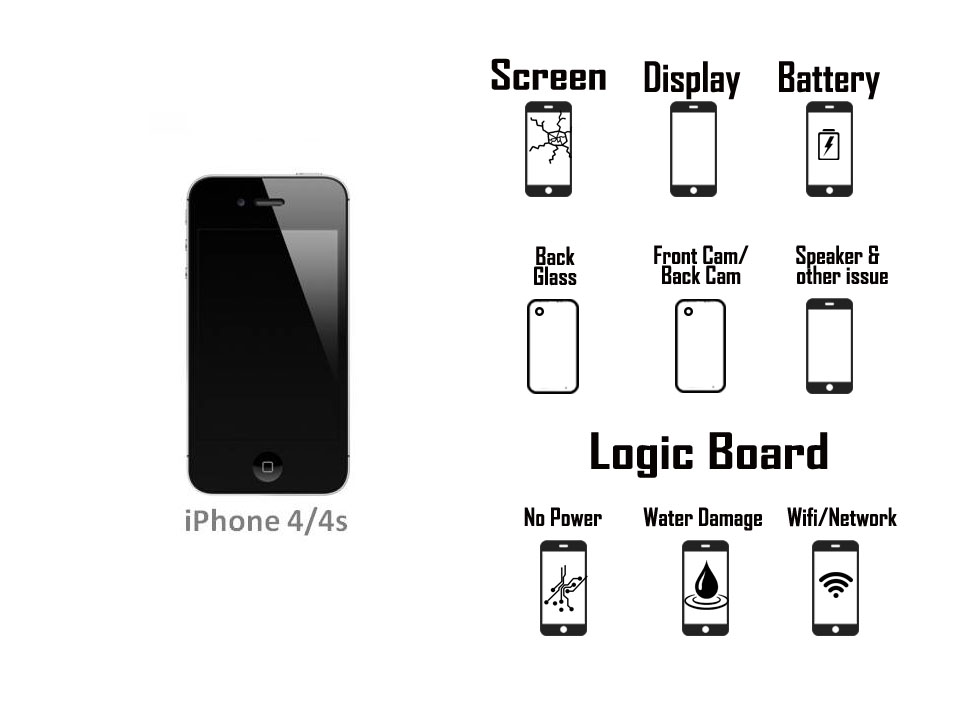 Screen
Display
Battery
Back
Glass
Front Cam/
Back Cam
Speaker &
other issue
Logic Board
No Power
Water Damage
Wifi/Network
iPhone 4/4s